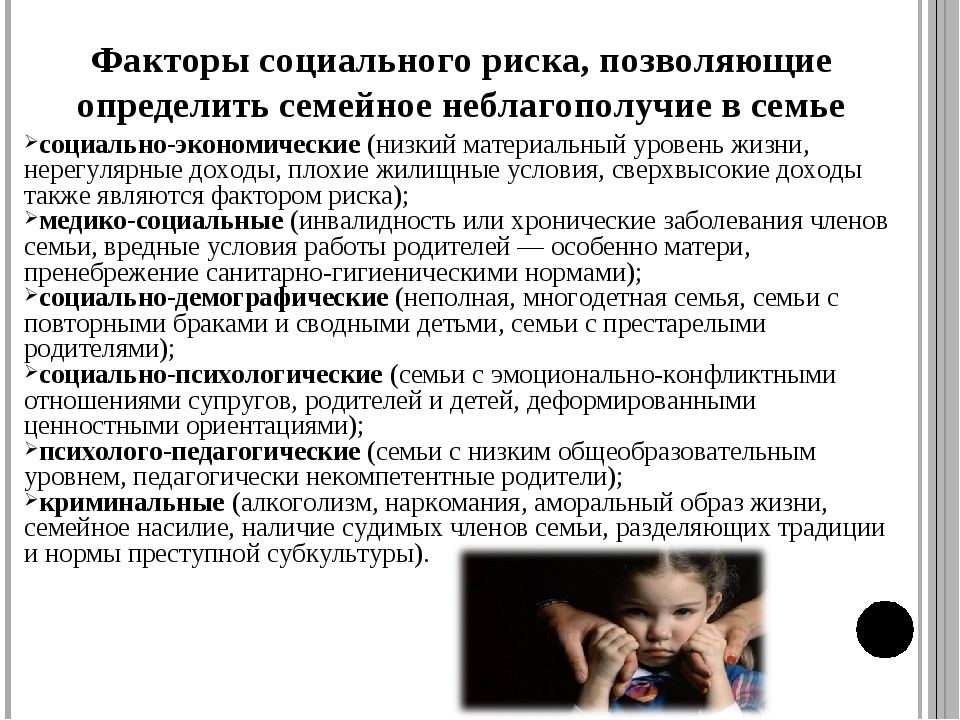 Факторы социального риска, позволяющие
определить семейное неблагополучие в семье
социально-экономические (низкий материальный уровень жизни,
нерегулярные доходы, плохие жилищные условия, сверхвысокие доходы
также являются фактором риска);
медико-социальные (инвалидность или хронические заболевания членов
семьи, вредные условия работы родителей — особенно матери,
пренебрежение санитарно-гигиеническими нормами);
социально-демографические (неполная, многодетная семья, семьи с
повторными браками и сводными детьми, семьи с престарелыми
родителями);
социально-психологические (семьи с эмоционально-конфликтными
отношениями супругов, родителей и детей, деформированными
ценностными ориентациями);
психолого-педагогические (семьи с низким общеобразовательным
уровнем, педагогически некомпетентные родители);
криминальные (алкоголизм, наркомания, аморальный образ жизни,
семейное насилие, наличие судимых членов семьи, разделяющих традиции
и нормы преступной субкультуры).